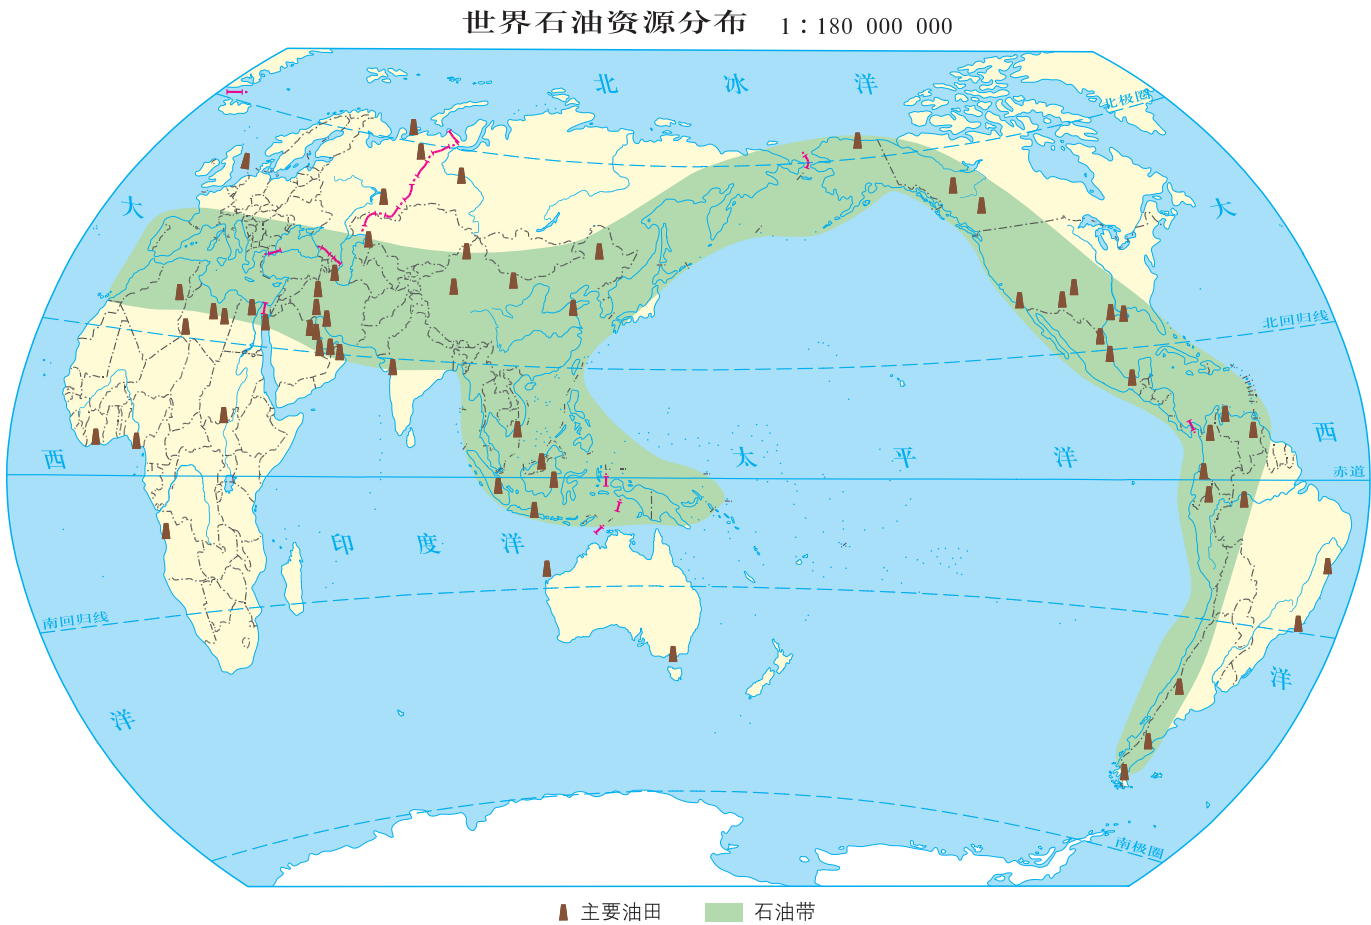 世界石油资源分布 1：180 000 000
北 冰 洋
北极圈
大
大
北回归线
西
太 平 洋
西
赤道
印 度 洋
南回归线
洋
洋
南极圈
主要油田 石油带